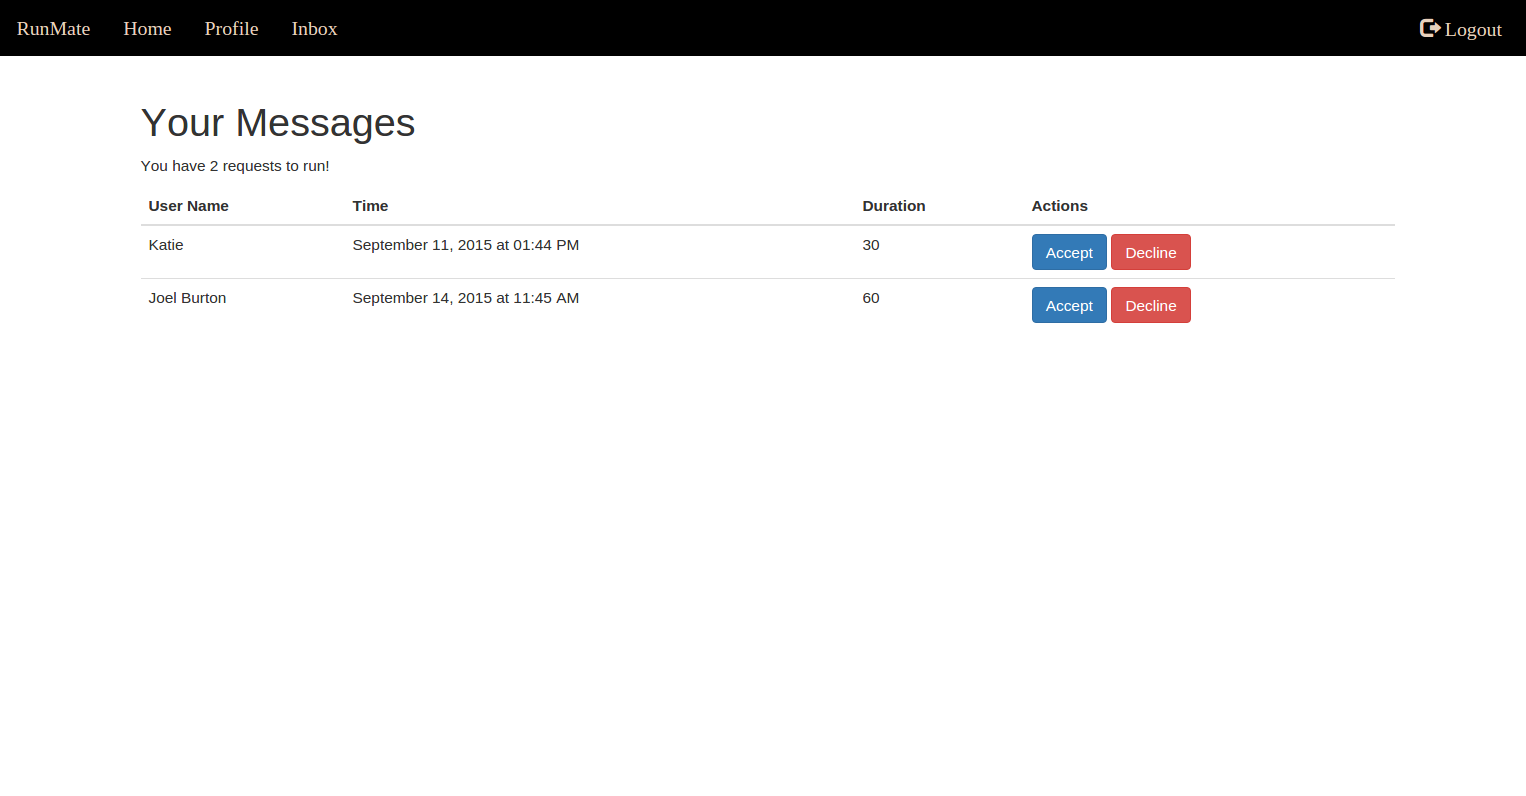 RunMate Home Profile Inbox Logout
Your Messages
You have 2 requests to run!
User Name Time Duration Actions
Katie September 11, 2015 at 01:44 PM 30 Accept Decline
Joel Burton September 14, 2015 at 11:45 AM 60 Accept Decline